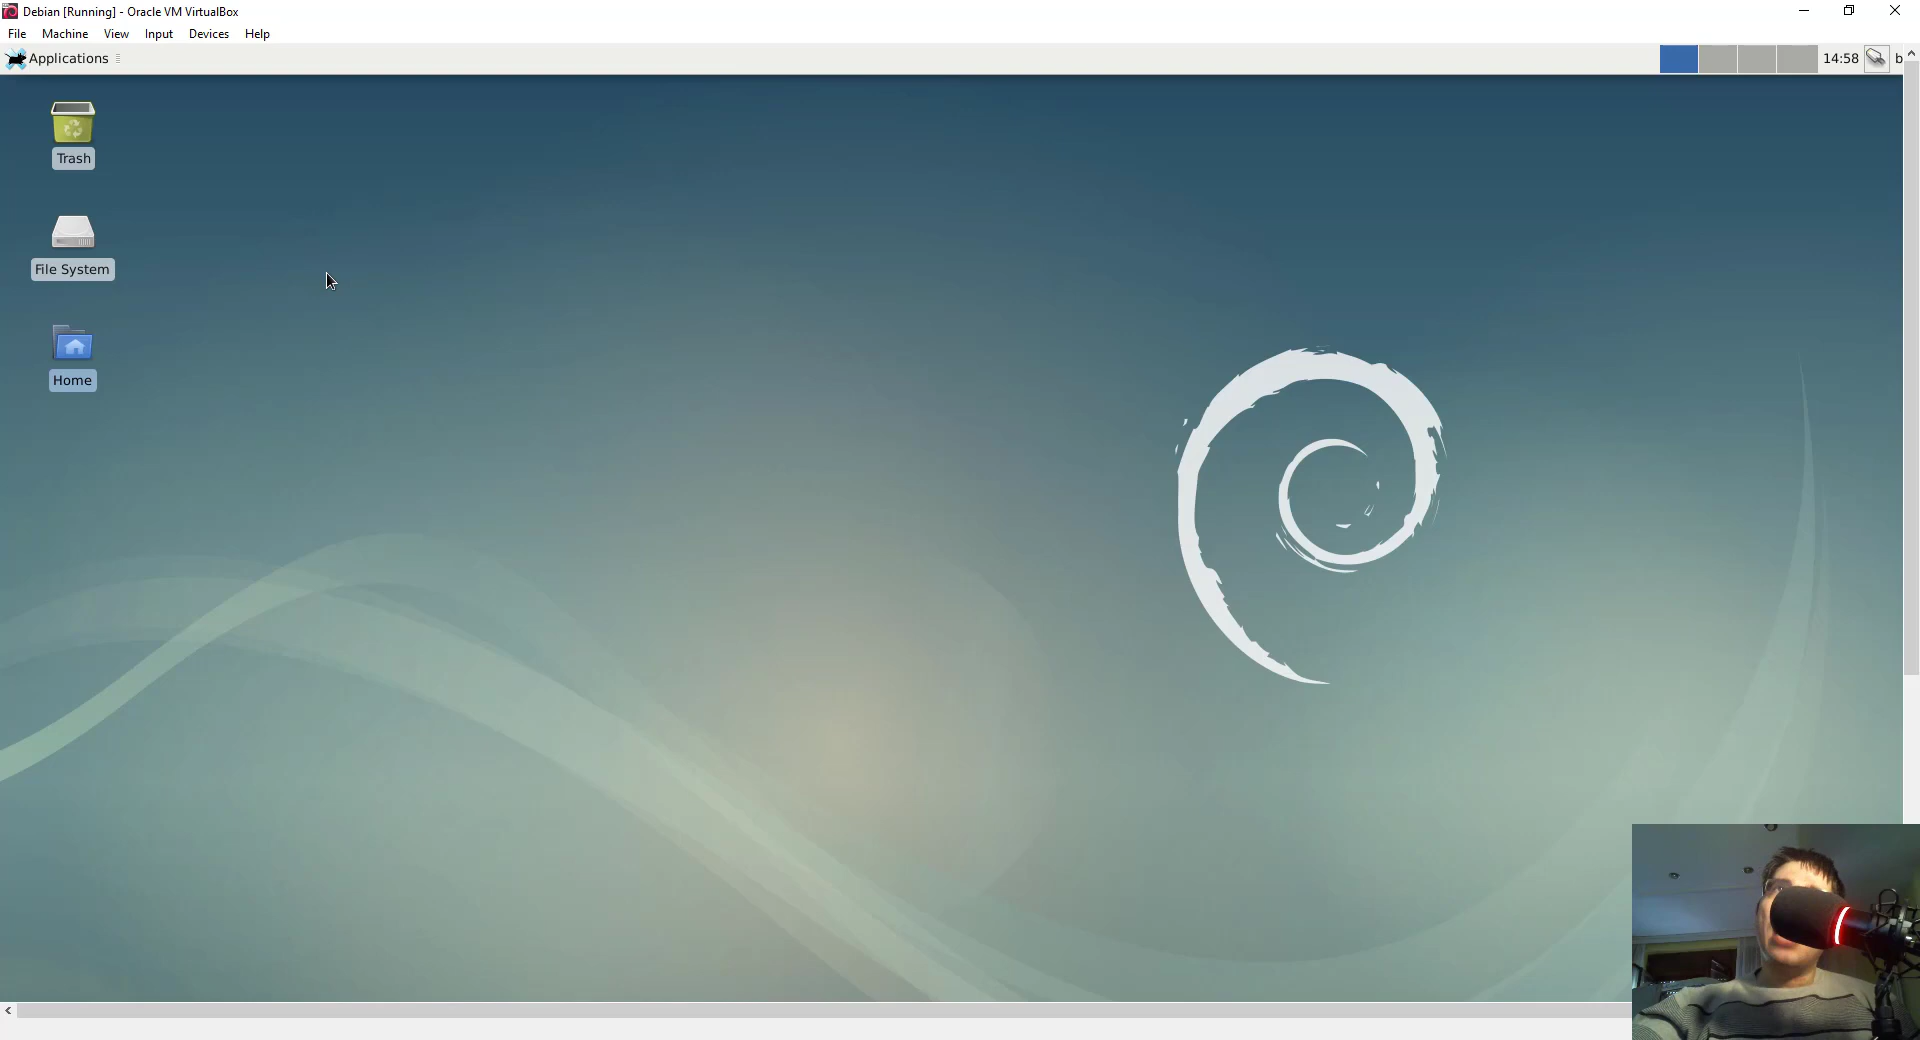 Debian [Running] - Oracle VM VirtualBox
File Machine View Input Devices Help
Applications 14:58 b
Trash
File System
Home